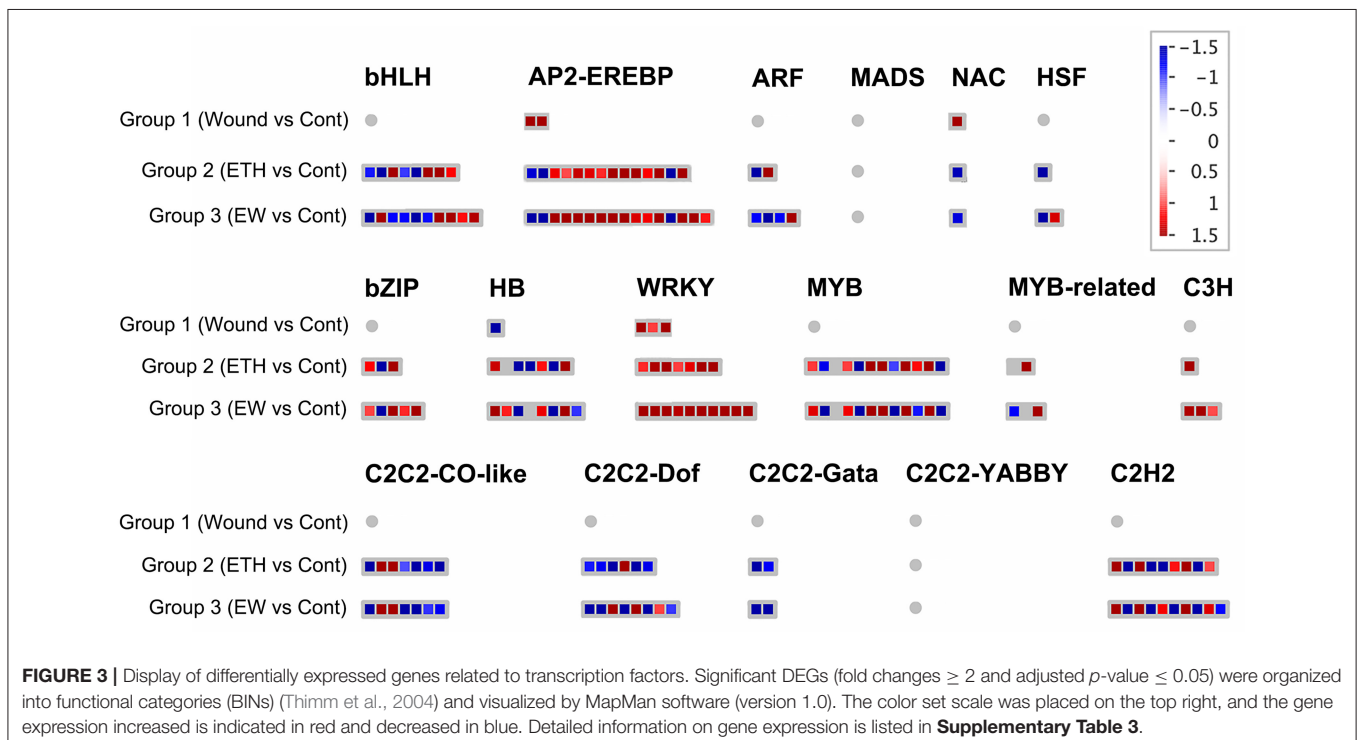 bHLH AP2-EREBP ARF MADS NAC HSF
Group 1 (Wound vs Cont)
Group 2 (ETH vs Cont)
Group 3 (EW vs Cont)
-1.5
-1
-0.5
0
0.5
1
1.5
bZIP HB WRKY MYB MYB-related C3H
Group 1 (Wound vs Cont)
Group 2 (ETH vs Cont)
Group 3 (EW vs Cont)
C2C2-CO-like C2C2-Dof C2C2-Gata C2C2-YABBY C2H2
Group 1 (Wound vs Cont)
Group 2 (ETH vs Cont)
Group 3 (EW vs Cont)
FIGURE 3 | Display of differentially expressed genes related to transcription factors. Significant DEGs (fold changes ≥ 2 and adjusted p-value ≤ 0.05) were organized
into functional categories (BINs) (Thimm et al., 2004) and visualized by MapMan software (version 1.0). The color set scale was placed on the top right, and the gene
expression increased is indicated in red and decreased in blue. Detailed information on gene expression is listed in Supplementary Table 3.